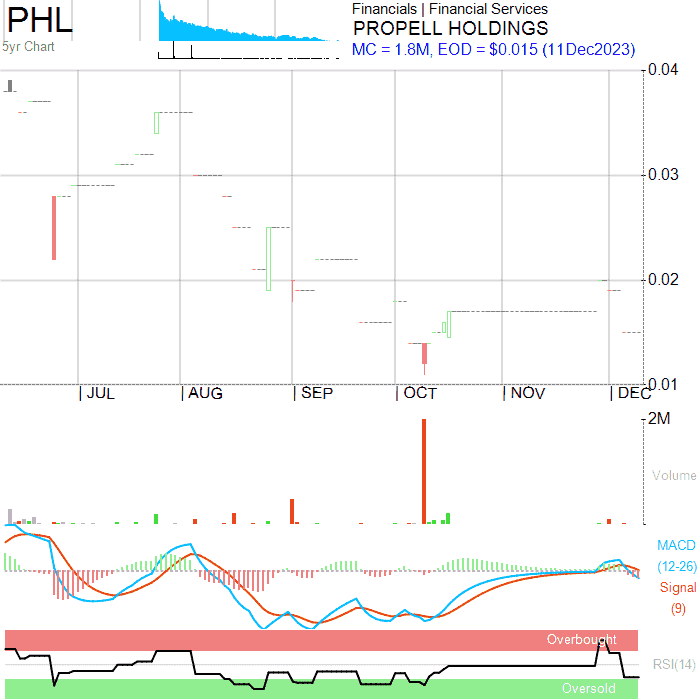 PHL
5yr Chart
Financials | Financial Services
PROPELL HOLDINGS
MC = 1.8M, EOD = $0.015 (11Dec2023)
0.04
0.03
0.02
0.01
JUL AUG SEP OCT NOV DEC
2M
Volume
MACD
(12-26)
Signal
(9)
Overbought
RSI(14)
Oversold